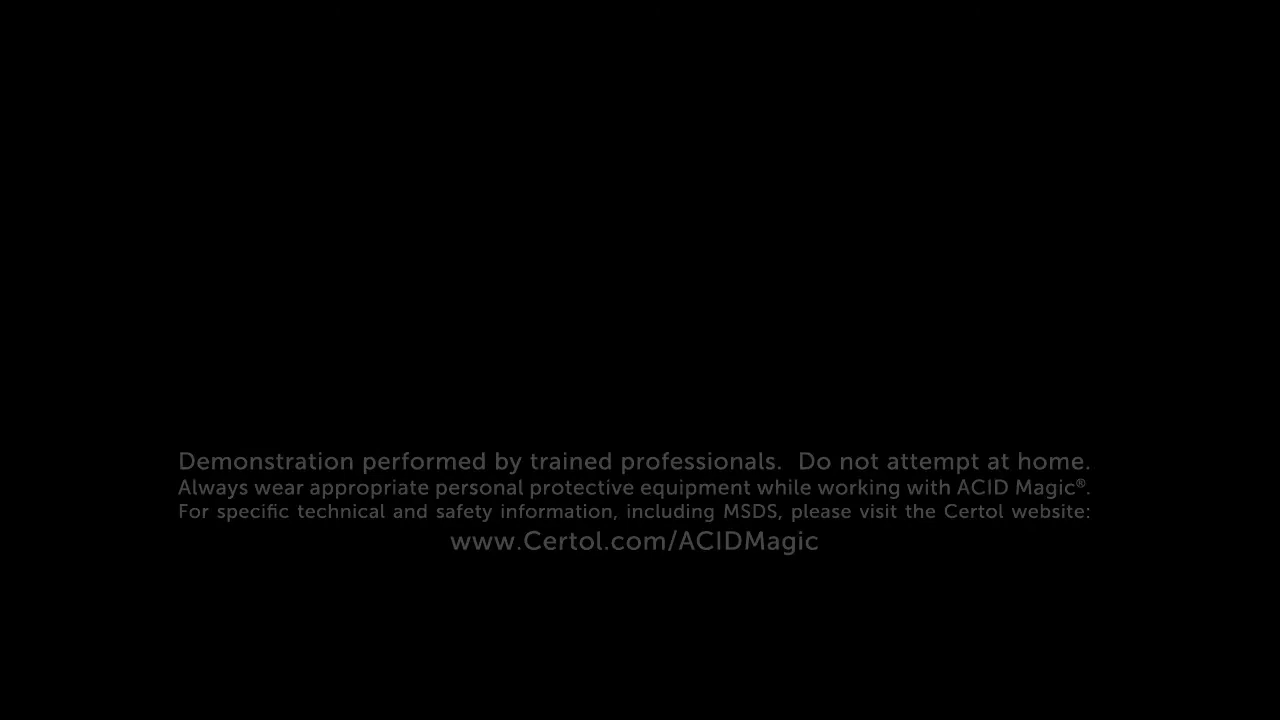 Demonstration performed by trained professionals. Do not attempt at home.
Always wear appropriate personal protective equipment while working with ACID Magic®.
For specific technical and safety information, including MSDS, please visit the Certol website:
www.Certol.com/ACIDMagic